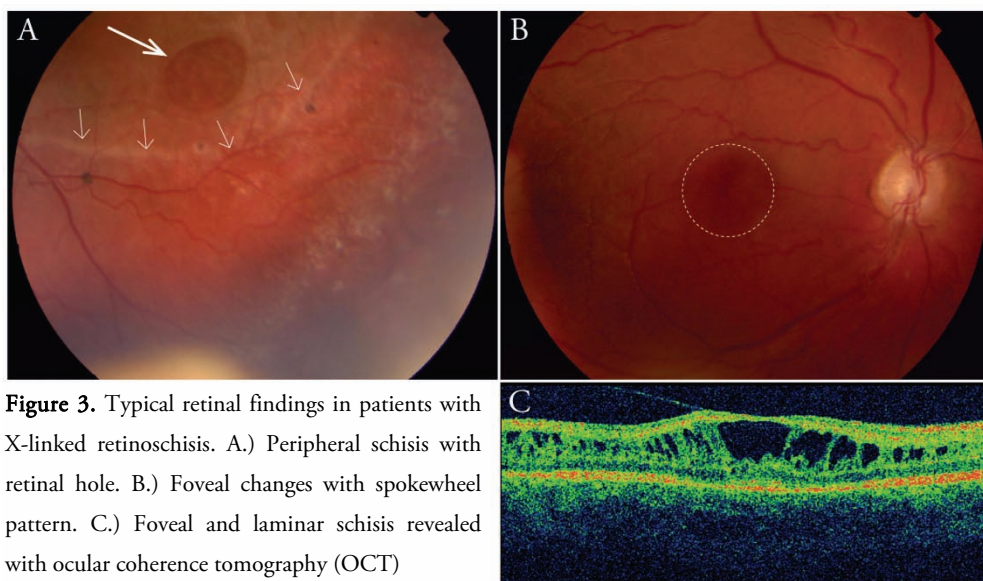 A
B
Figure 3. Typical retinal findings in patients with
X-linked retinoschisis. A.) Peripheral schisis with
retinal hole. B.) Foveal changes with spokewheel
pattern. C.) Foveal and laminar schisis revealed
with ocular coherence tomography (OCT)
C